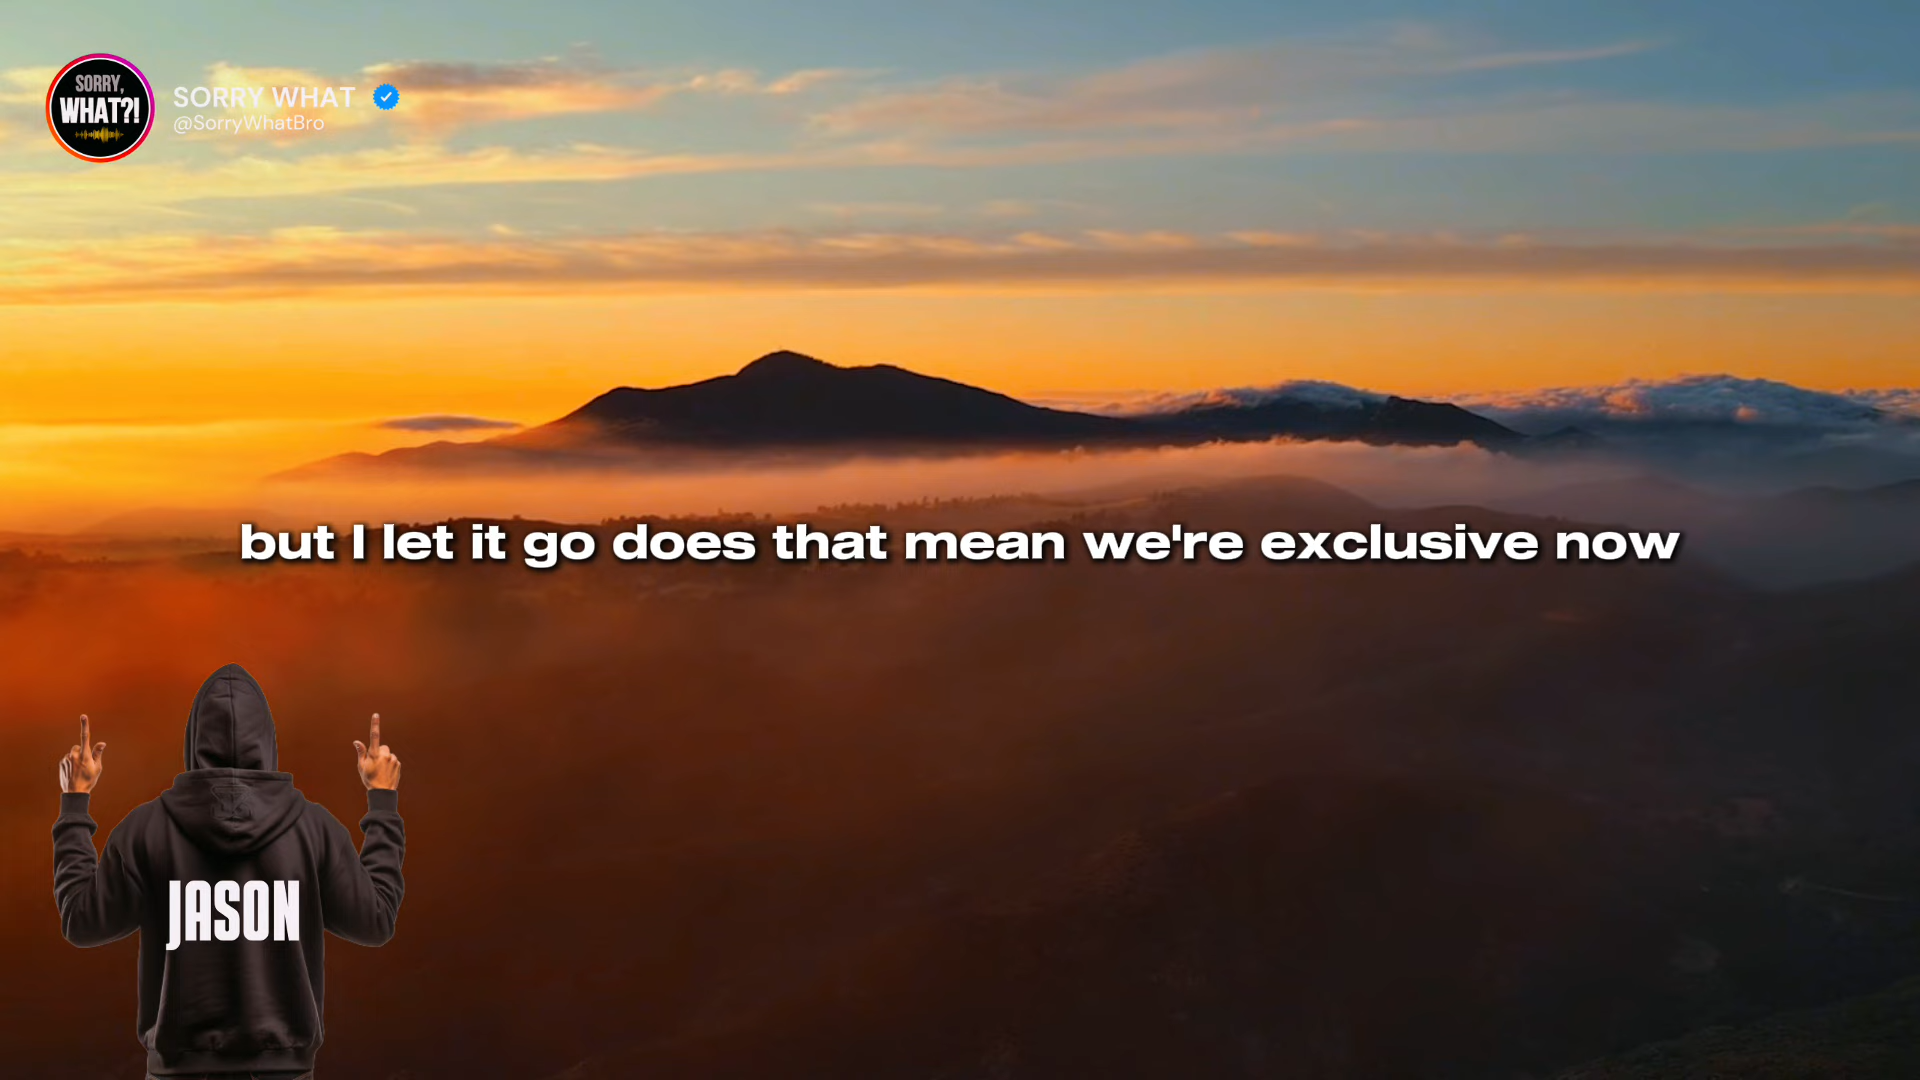 SORRY,
WHAT?!
SORRY WHAT
@SorryWhatBro
but I let it go does that mean we're exclusive now
JASON